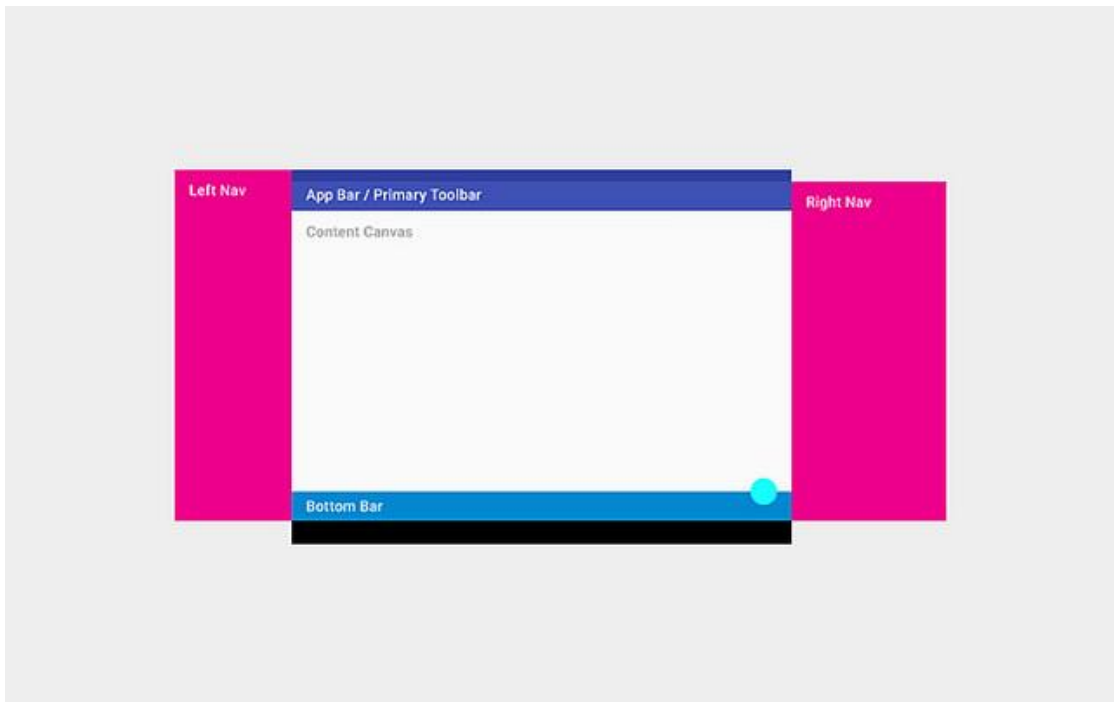 Left Nav
App Bar / Primary Toolbar
Right Nav
Content Canvas
Bottom Bar